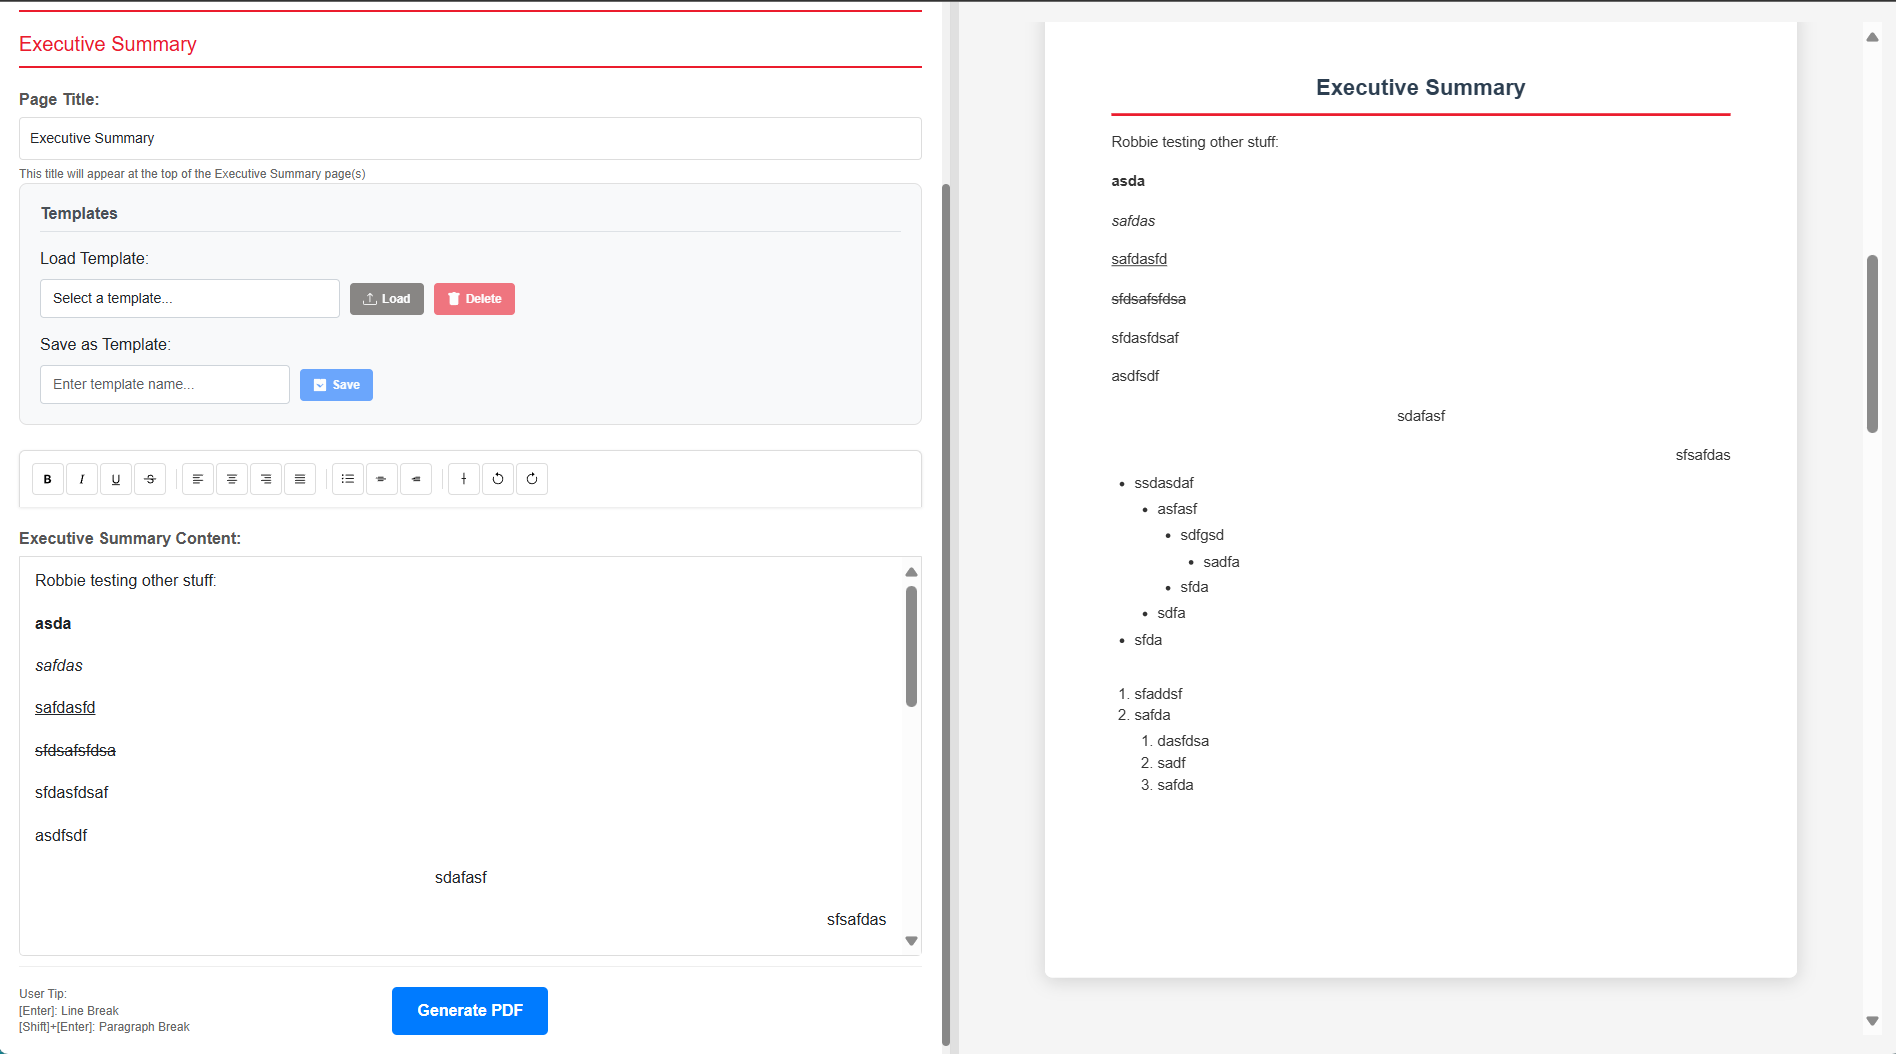 Executive Summary
Page Title:
Executive Summary
This title will appear at the top of the Executive Summary page(s)
Templates
Load Template:
Select a template...
Load
Delete
Save as Template:
Enter template name...
Save
B I U S
Executive Summary Content:
Robbie testing other stuff:
asda
safdas
safdasfd
sfdsafsfdsa
sfdasfdsaf
asdfsdf
sdafasf
sfsafdas
User Tip:
[Enter]: Line Break
[Shift]+[Enter]: Paragraph Break
Generate PDF
Executive Summary
Robbie testing other stuff:
asda
safdas
safdasfd
sfdsafsfdsa
sfdasfdsaf
asdfsdf
sdafasf
sfsafdas
• ssdasdaf
• asfasf
• sdfgsd
• sadfa
• sfda
• sdfa
• sfda
1. sfaddsf
2. safda
1. dasfdsa
2. sadf
3. safda